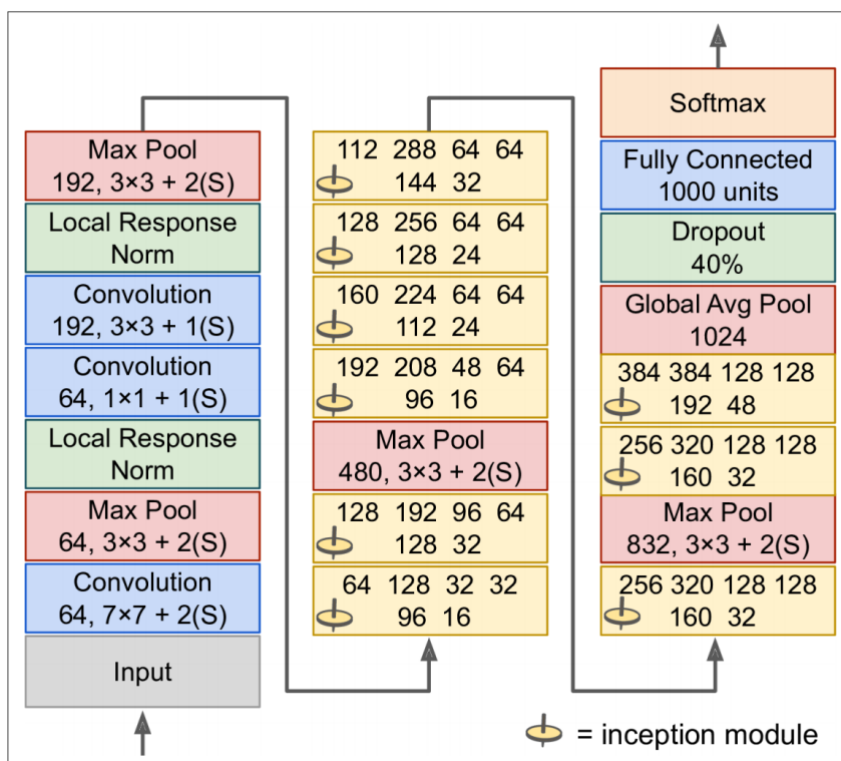 Max Pool
192, 3×3 + 2(S)
Local Response
Norm
Convolution
192, 3×3 + 1(S)
Convolution
64, 1×1 + 1(S)
Local Response
Norm
Max Pool
64, 3×3 + 2(S)
Convolution
64, 7×7 + 2(S)
Input
112 288 64 64
144 32
128 256 64 64
128 24
160 224 64 64
112 24
192 208 48 64
96 16
Max Pool
480, 3×3 + 2(S)
128 192 96 64
128 32
64 128 32 32
96 16
Softmax
Fully Connected
1000 units
Dropout
40%
Global Avg Pool
1024
384 384 128 128
192 48
256 320 128 128
160 32
Max Pool
832, 3×3 + 2(S)
256 320 128 128
160 32
= inception module